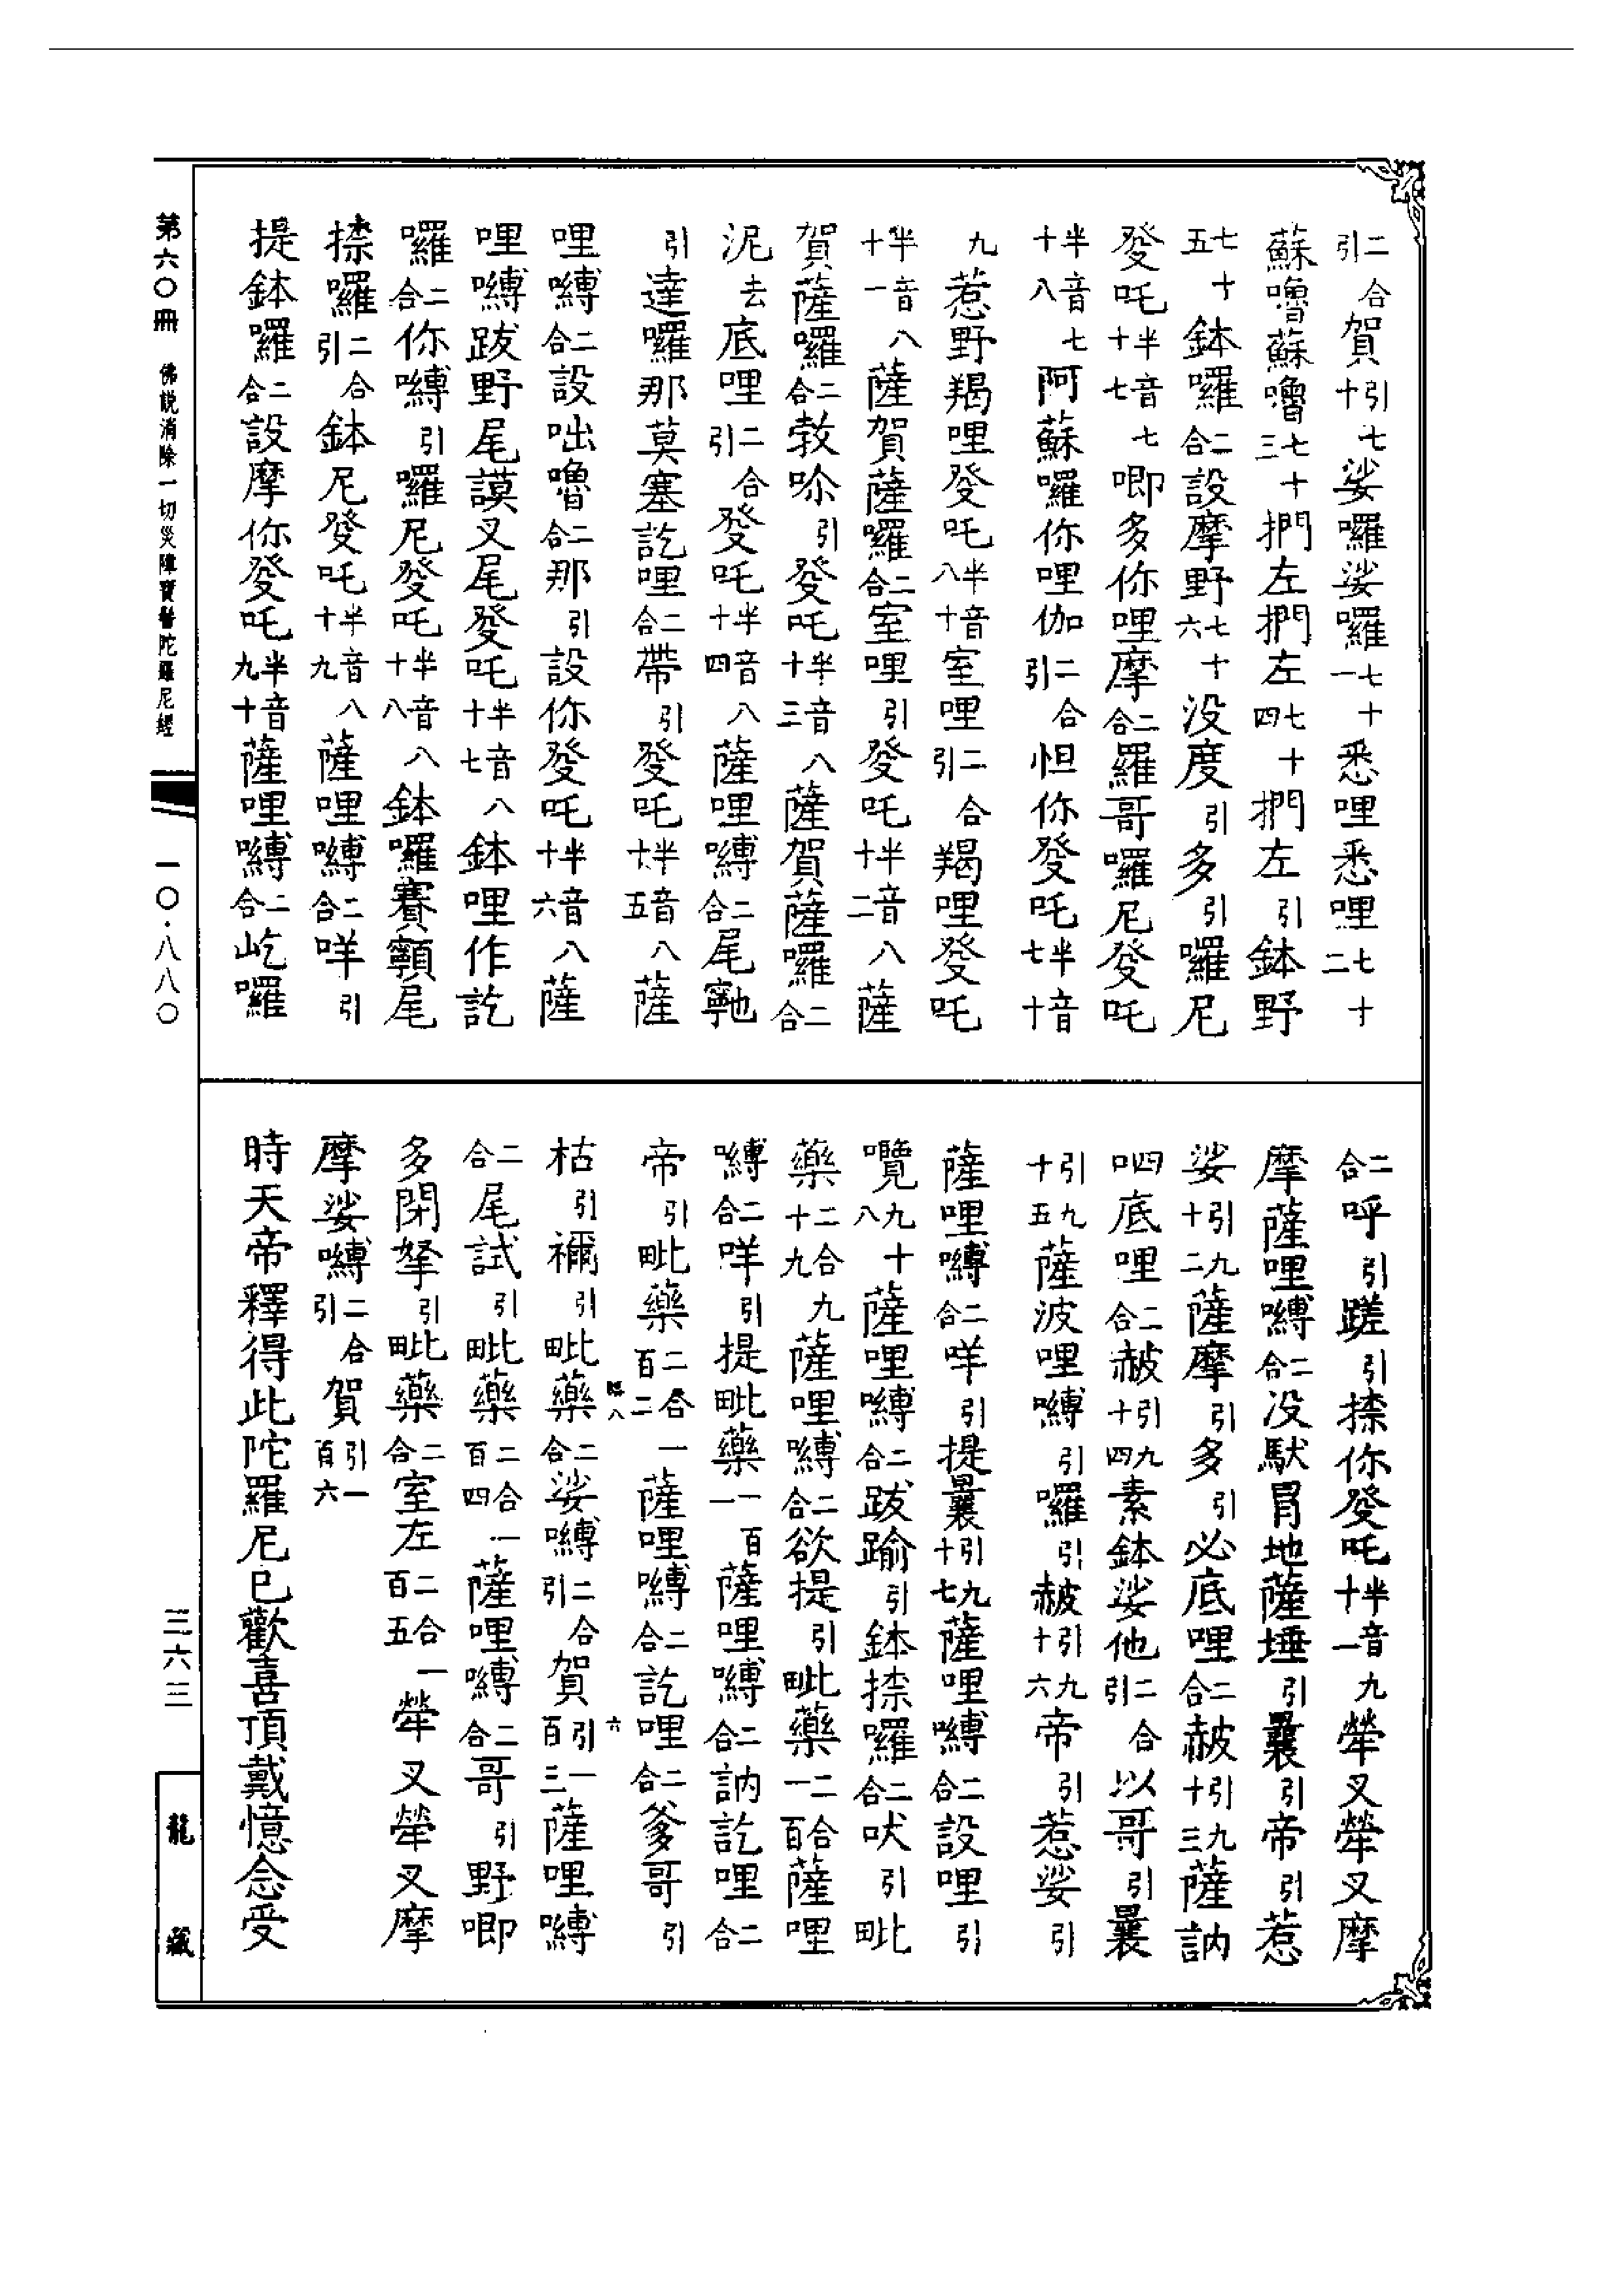 二合引賀引七十娑囉娑囉七十一悉哩悉哩七十二
蘇嚕蘇嚕七十三捫左捫左七十四捫左引鉢野
七十五鉢囉二合設摩野七十六没度引多引囉尼
發吒半音七十七唧多你哩摩二合羅哥囉尼發吒
半音七十八阿蘇囉你哩伽二合引怛你發吒半音七十
九惹野羯哩發吒半音八十室哩二合引羯哩發吒
半音八十一薩賀薩囉二合室哩引發吒半音八十二薩
賀薩囉二合教唅引發吒半音八十三薩賀薩囉二合
泥去底哩二合引發吒半音八十四薩哩嚩二合尾寧馳
引達囉那莫塞訖哩二合帶引發吒半音八十五薩
哩嚩二合設咄嚕二合那引設你發吒半音八十六薩
哩嚩跋野尾謨叉尾發吒半音八十七鉢哩作訖
囉二合你嚩引囉尼發吒半音八十八鉢囉賽顙尾
捺囉二合引鉢尼發吒半音八十九薩哩嚩二合咩引
提鉢囉二合設摩你發吒半音九十薩哩嚩二合屹囉
二合呼引蹉引捺你發吒半音九十一犖叉犖叉摩
摩薩哩嚩二合没馱冐地薩埵引曩引帝引惹
娑引九十二薩摩引多引必底哩二合赧引九十三薩訥
呬底哩二合赧引九十四素鉢娑他二合引以哥引曩
引九十五薩波哩嚩引囉引赧引九十六帝引惹娑引
薩哩嚩二合咩引提曩引九十七薩哩嚩二合設哩引
囕九十八薩哩嚩二合跋踰引鉢捺囉二合吠引毗
藥二合九十九薩哩嚩二合欲提引毗藥二合一百薩哩
嚩二合咩引提毗藥一百一薩哩嚩二合訥訖哩二合
帝引毗藥二合一百二薩哩嚩二合訖哩二合爹哥引
枯引禰引毗藥二合娑嚩二合引賀引一百三薩哩嚩
二合尾試引毗藥二合一百四薩哩嚩二合哥引野唧
多閉拏引毗藥二合室左二合一百五犖叉犖叉摩
摩娑嚩二合引賀引一百六
時天帝釋得此陀羅尼已歡喜頂戴憶念受
第六〇冊　佛說消除一切災障寶髻陀羅尼經
一〇·八八〇
三六三
龍藏